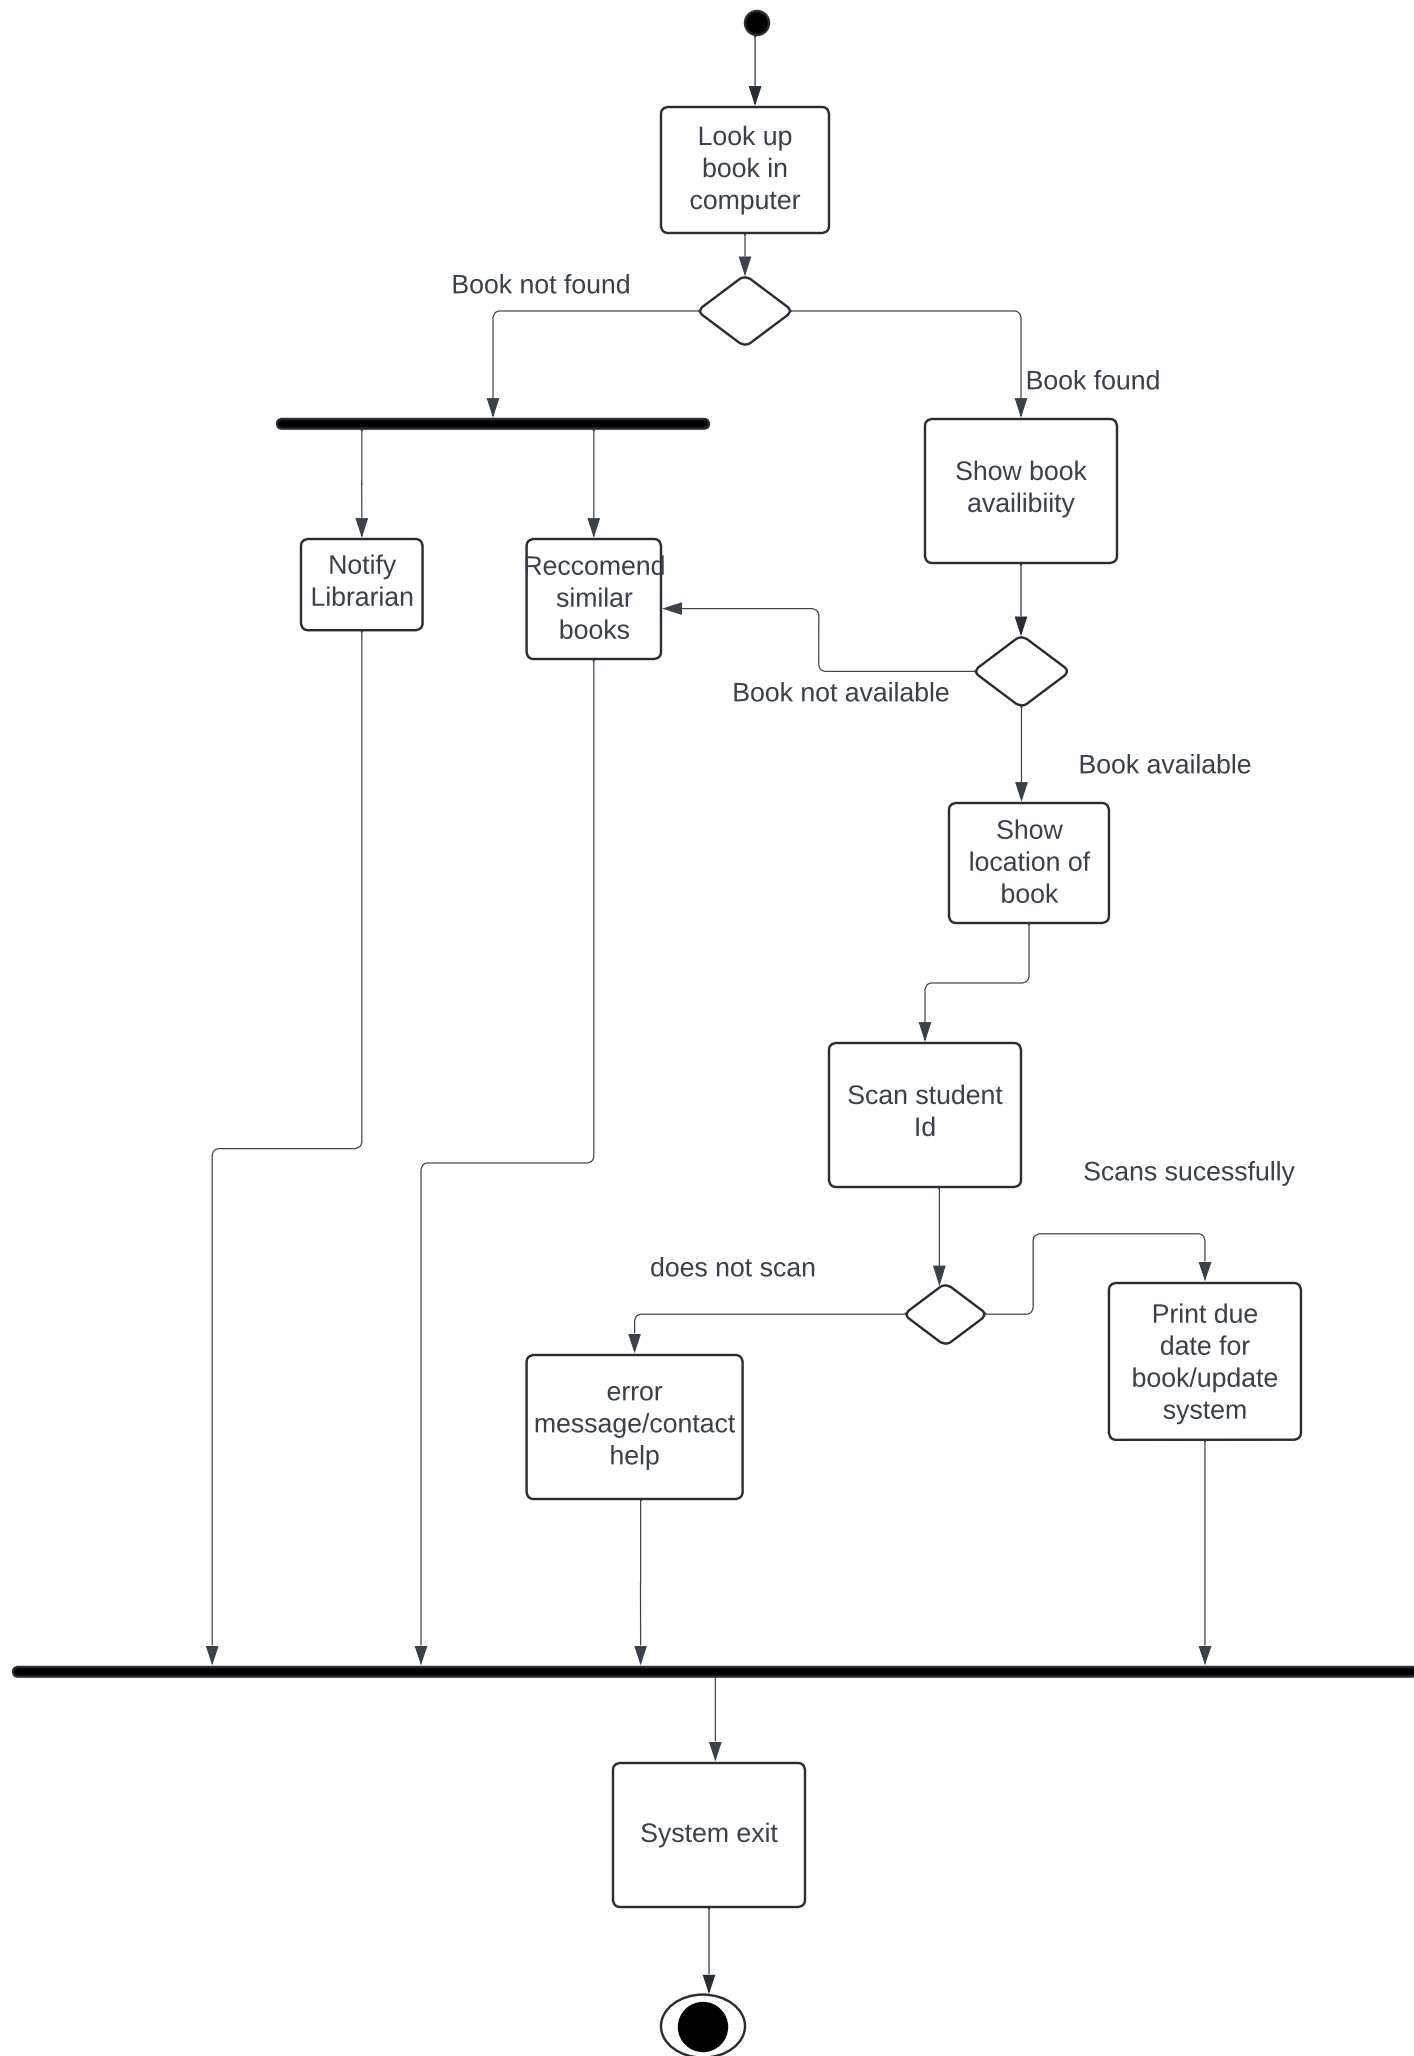 Look up
book in
computer
Book not found
Book found
Show book
availibiity
Notify
Librarian
Reccomend
similar
books
Book not available
Book available
Show
location of
book
Scan student
Id
Scans sucessfully
does not scan
Print due
date for
book/update
system
error
message/contact
help
System exit